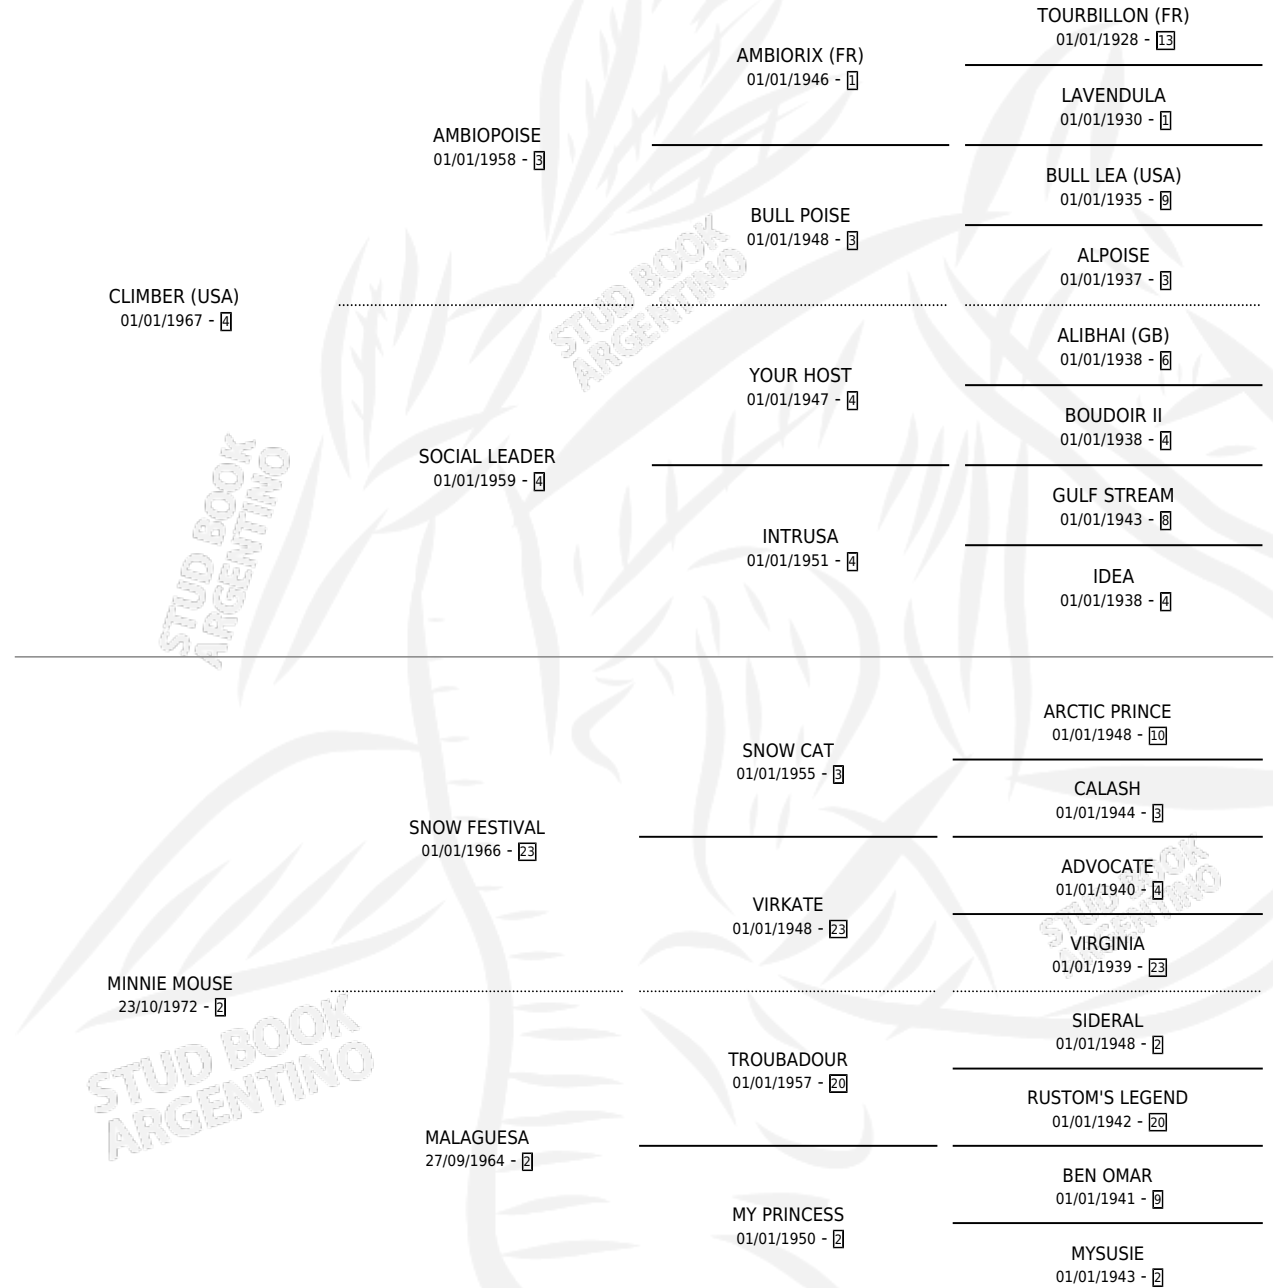 TOURBILLON (FR)
01/01/1928 - 13
AMBIORIX (FR)
01/01/1946 - 1
LAVENDULA
01/01/1930 - 1
AMBIOPOISE
01/01/1958 - 3
BULL LEA (USA)
01/01/1935 - 9
BULL POISE
01/01/1948 - 3
ALPOISE
01/01/1937 - 3
CLIMBER (USA)
01/01/1967 - 4
ALIBHAI (GB)
01/01/1938 - 6
YOUR HOST
01/01/1947 - 4
BOUDOIR II
01/01/1938 - 4
SOCIAL LEADER
01/01/1959 - 4
GULF STREAM
01/01/1943 - 8
INTRUSA
01/01/1951 - 4
IDEA
01/01/1938 - 4
ARCTIC PRINCE
01/01/1948 - 10
SNOW CAT
01/01/1955 - 3
CALASH
01/01/1944 - 3
SNOW FESTIVAL
01/01/1966 - 23
ADVOCATE
01/01/1940 - 4
VIRKATE
01/01/1948 - 23
VIRGINIA
01/01/1939 - 23
MINNIE MOUSE
23/10/1972 - 2
SIDERAL
01/01/1948 - 2
TROUBADOUR
01/01/1957 - 20
RUSTOM'S LEGEND
01/01/1942 - 20
MALAGUESA
27/09/1964 - 2
BEN OMAR
01/01/1941 - 9
MY PRINCESS
01/01/1950 - 2
MYSUSIE
01/01/1943 - 2
STUD BOOK
ARGENTINO
STUD BOOK
ARGENTINO
STUD BOOK
ARGENTINO
STUD BOOK
ARGENTINO